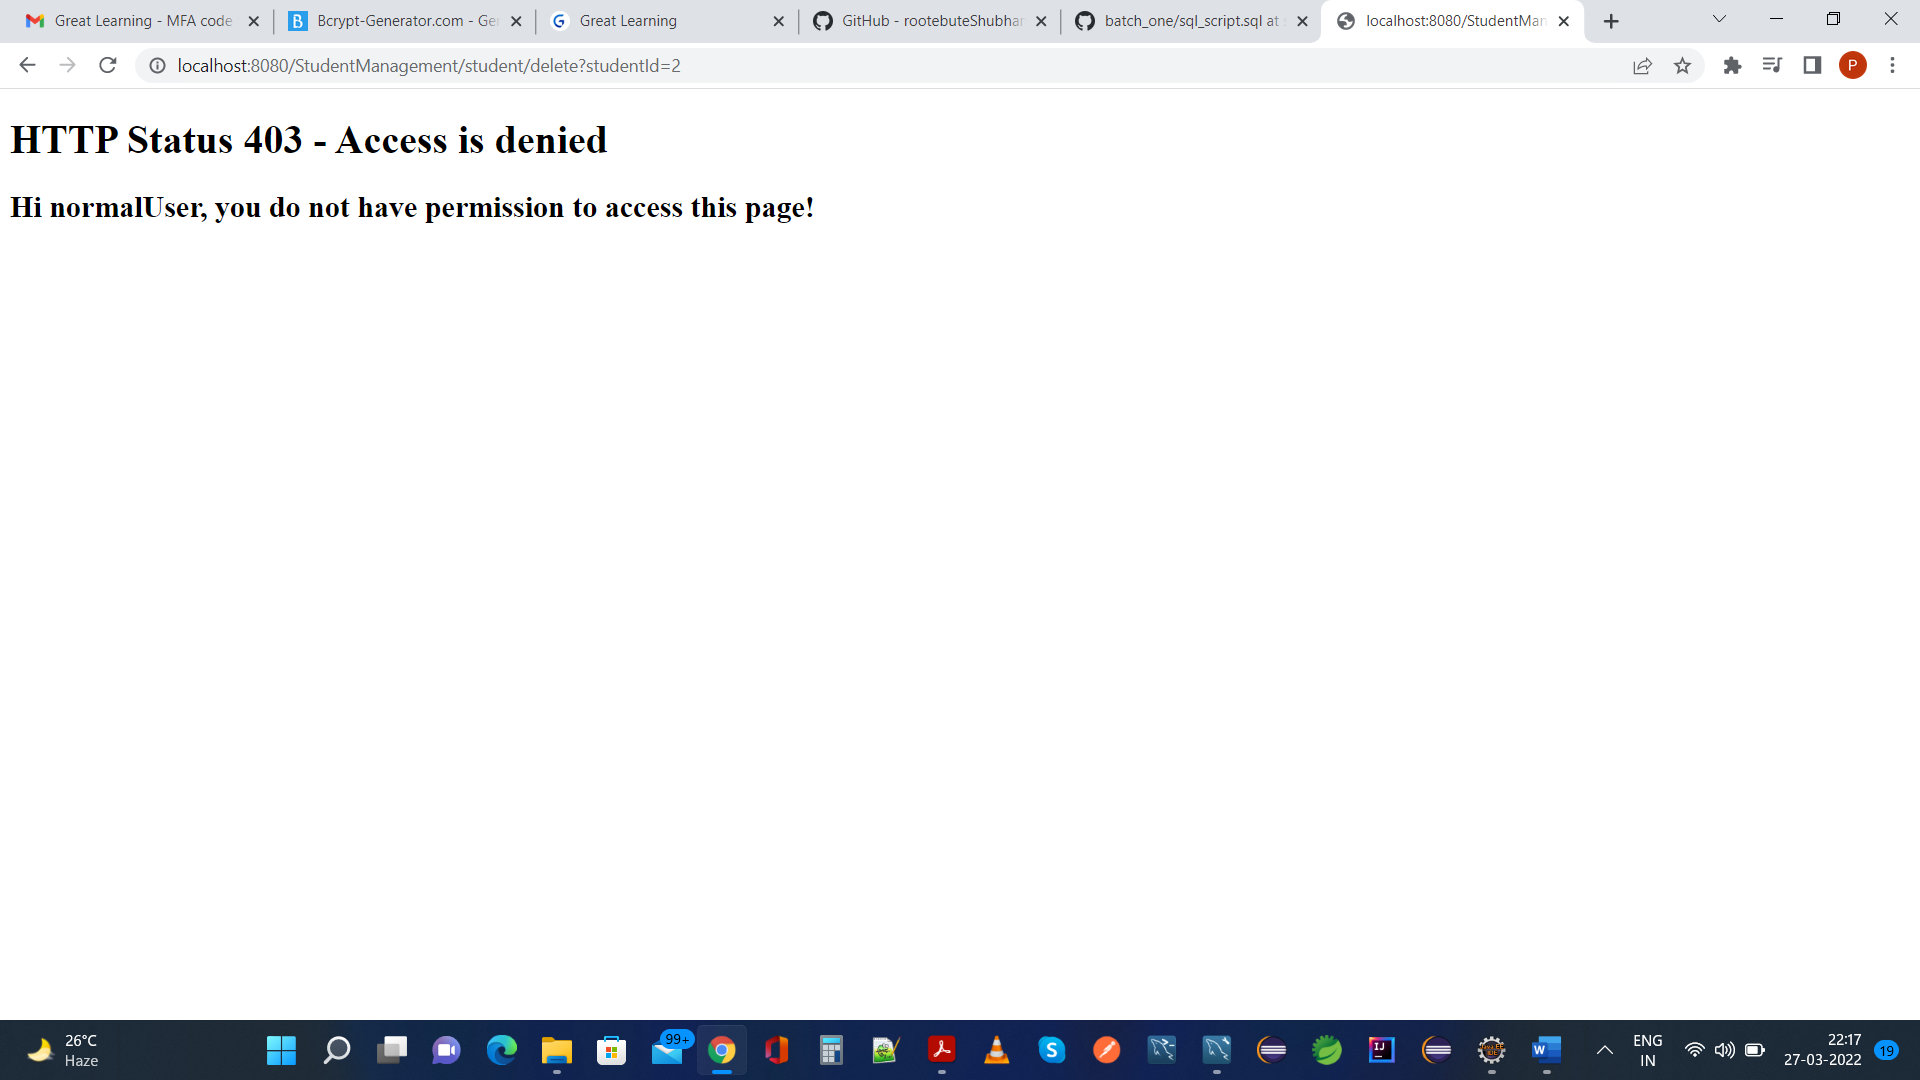 Great Learning - MFA code
Bcrypt-Generator.com - Ge
Great Learning
GitHub - rootebuteShubha
batch_one/sql_script.sql at
localhost:8080/StudentMan
localhost:8080/StudentManagement/student/delete?studentId=2
P
HTTP Status 403 - Access is denied
Hi normalUser, you do not have permission to access this page!
26°C
Haze
99+
ENG
IN
22:17
27-03-2022
19